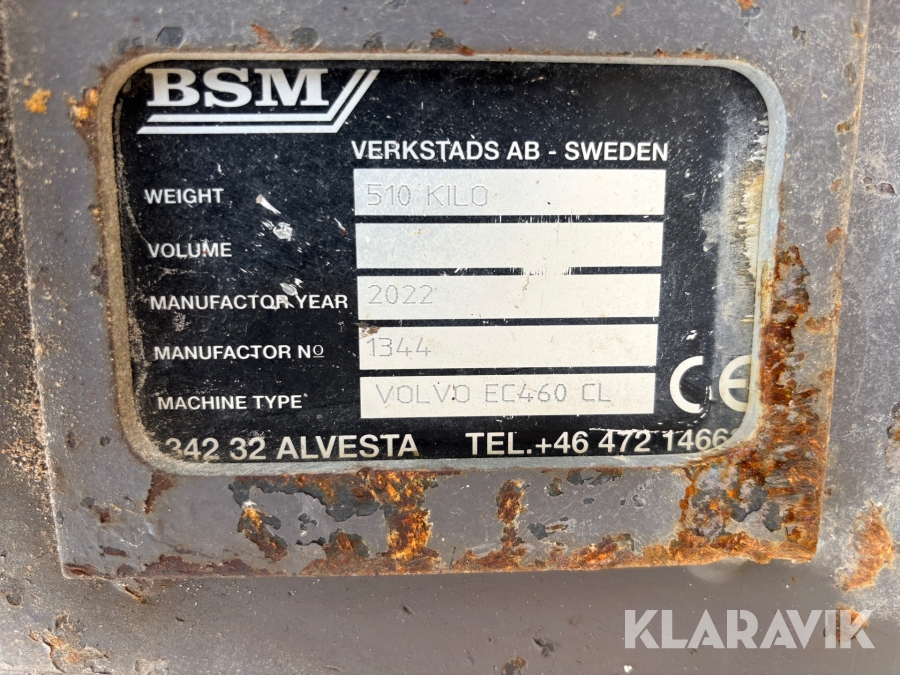 BSM
VERKSTADS AB - SWEDEN
WEIGHT 510 KILO
VOLUME
MANUFACTOR YEAR 2022
MANUFACTOR Nº 1344
MACHINE TYPE VOLVO EC460 CL
CE
342 32 ALVESTA TEL.+46 472 1466
KLARAVIK